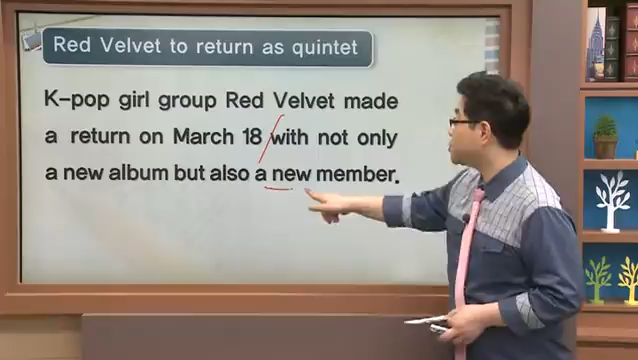 Red Velvet to return as quintet
K-pop girl group Red Velvet made
a return on March 18 with not only
a new album but also a new member.